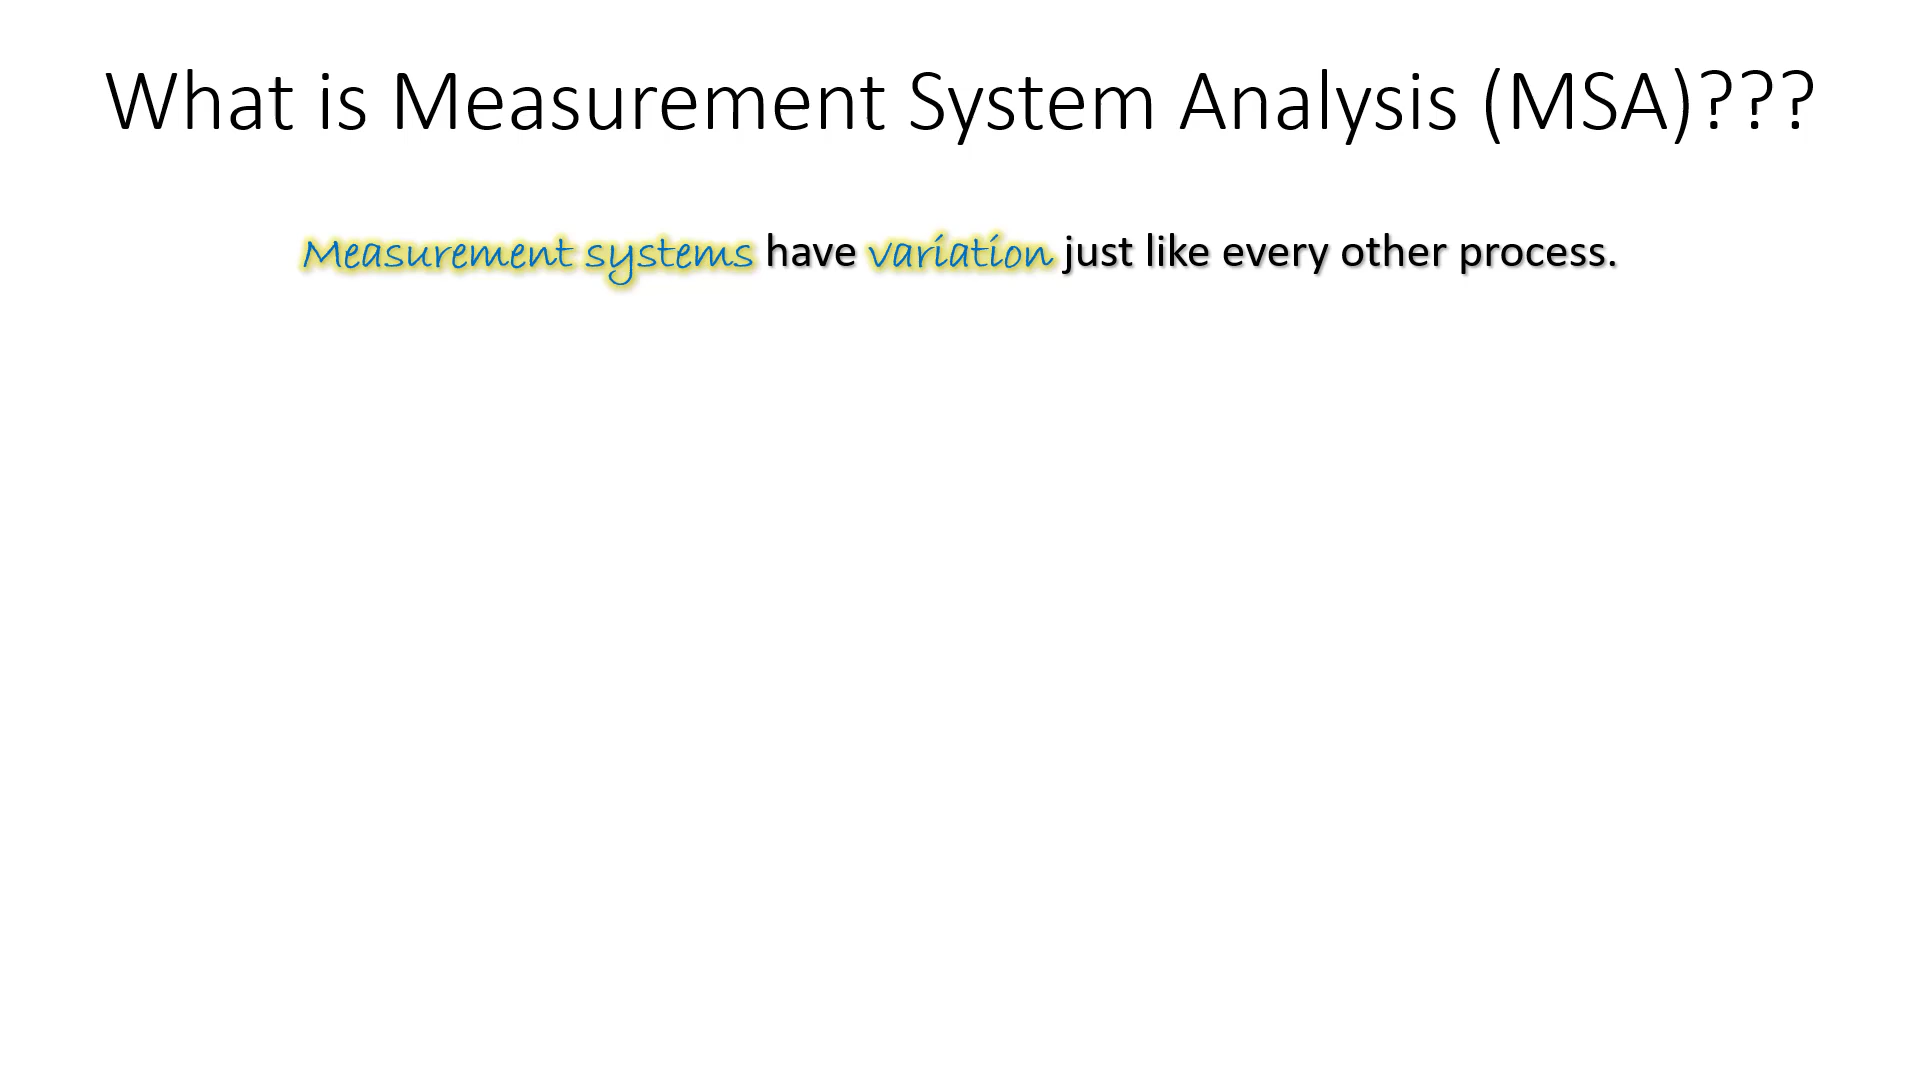 What is Measurement System Analysis (MSA)???
Measurement systems have variation just like every other process.